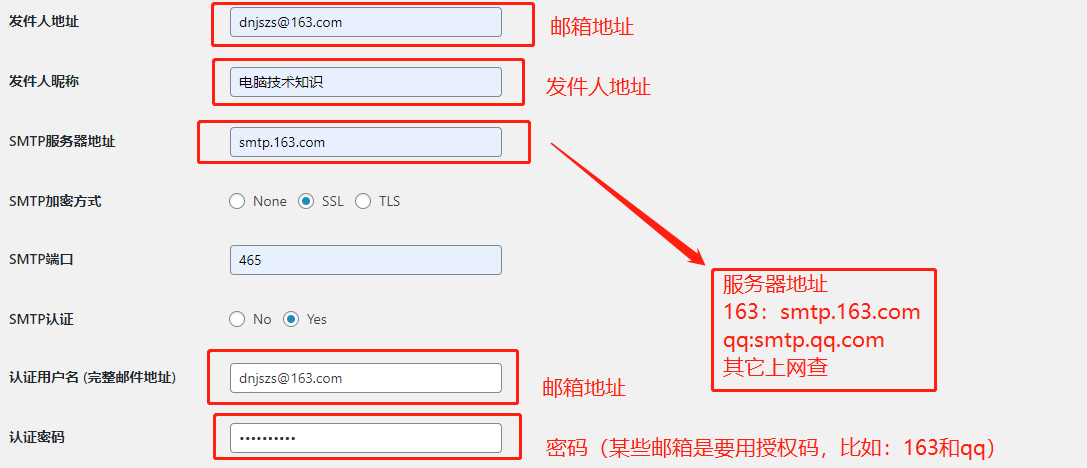 发件人地址 dnjszs@163.com 邮箱地址
发件人昵称 电脑技术知识 发件人地址
SMTP服务器地址 smtp.163.com
SMTP加密方式 None SSL TLS
SMTP端口 465
服务器地址
163：smtp.163.com
qq:smtp.qq.com
其它上网查
SMTP认证 No Yes
认证用户名 (完整邮件地址) dnjszs@163.com 邮箱地址
认证密码 •••••••••• 密码（某些邮箱是要用授权码，比如：163和qq）